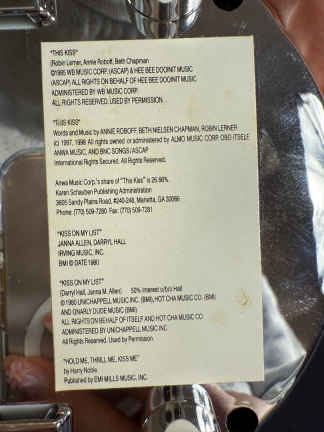 "THIS KISS"
(Robin Lerner, Annie Roboff, Beth Chapman
©1995 WB MUSIC CORP. (ASCAP) & HEE BEE DOOINIT MUSIC
(ASCAP) ALL RIGHTS ON BEHALF OF HEE BEE DOOINIT MUSIC
ADMINISTERED BY WB MUSIC CORP.
ALL RIGHTS RESERVED. USED BY PERMISSION.
"THIS KISS"
Words and Music by ANNIE ROBOFF, BETH NIELSEN CHAPMAN, ROBIN LERNER
(c) 1997, 1998 All rights owned or administered by ALMO MUSIC CORP OBO ITSELF
ANWA MUSIC, AND BNC SONGS/ASCAP
International Rights Secured. All Rights Reserved.
Anwa Music Corp.'s share of "This Kiss" is 26.66%
Karen Schauben Publishing Administration
3605 Sandy Plains Road, #240-248, Marietta, GA 30066
Phone: (770) 509-7280 Fax: (770) 509-7281
"KISS ON MY LIST"
JANNA ALLEN, DARRYL HALL
IRVING MUSIC, INC.
BMI © DATE 1980
"KISS ON MY LIST"
(Darryl Hall, Janna M. Allen) 50% Interest o/b/o Hall
© 1980 UNICHAPPELL MUSIC INC. (BMI), HOT CHA MUSIC CO. (BMI)
AND GNARLY DUDE MUSIC (BMI)
ALL RIGHTS ON BEHALF OF ITSELF AND HOT CHA MUSIC CO.
ADMINISTERED BY UNICHAPPELL MUSIC, INC.
All Rights Reserved. Used by Permission.
"HOLD ME, THRILL ME, KISS ME"
by Harry Noble
Published by EMI MILLS MUSIC, INC.